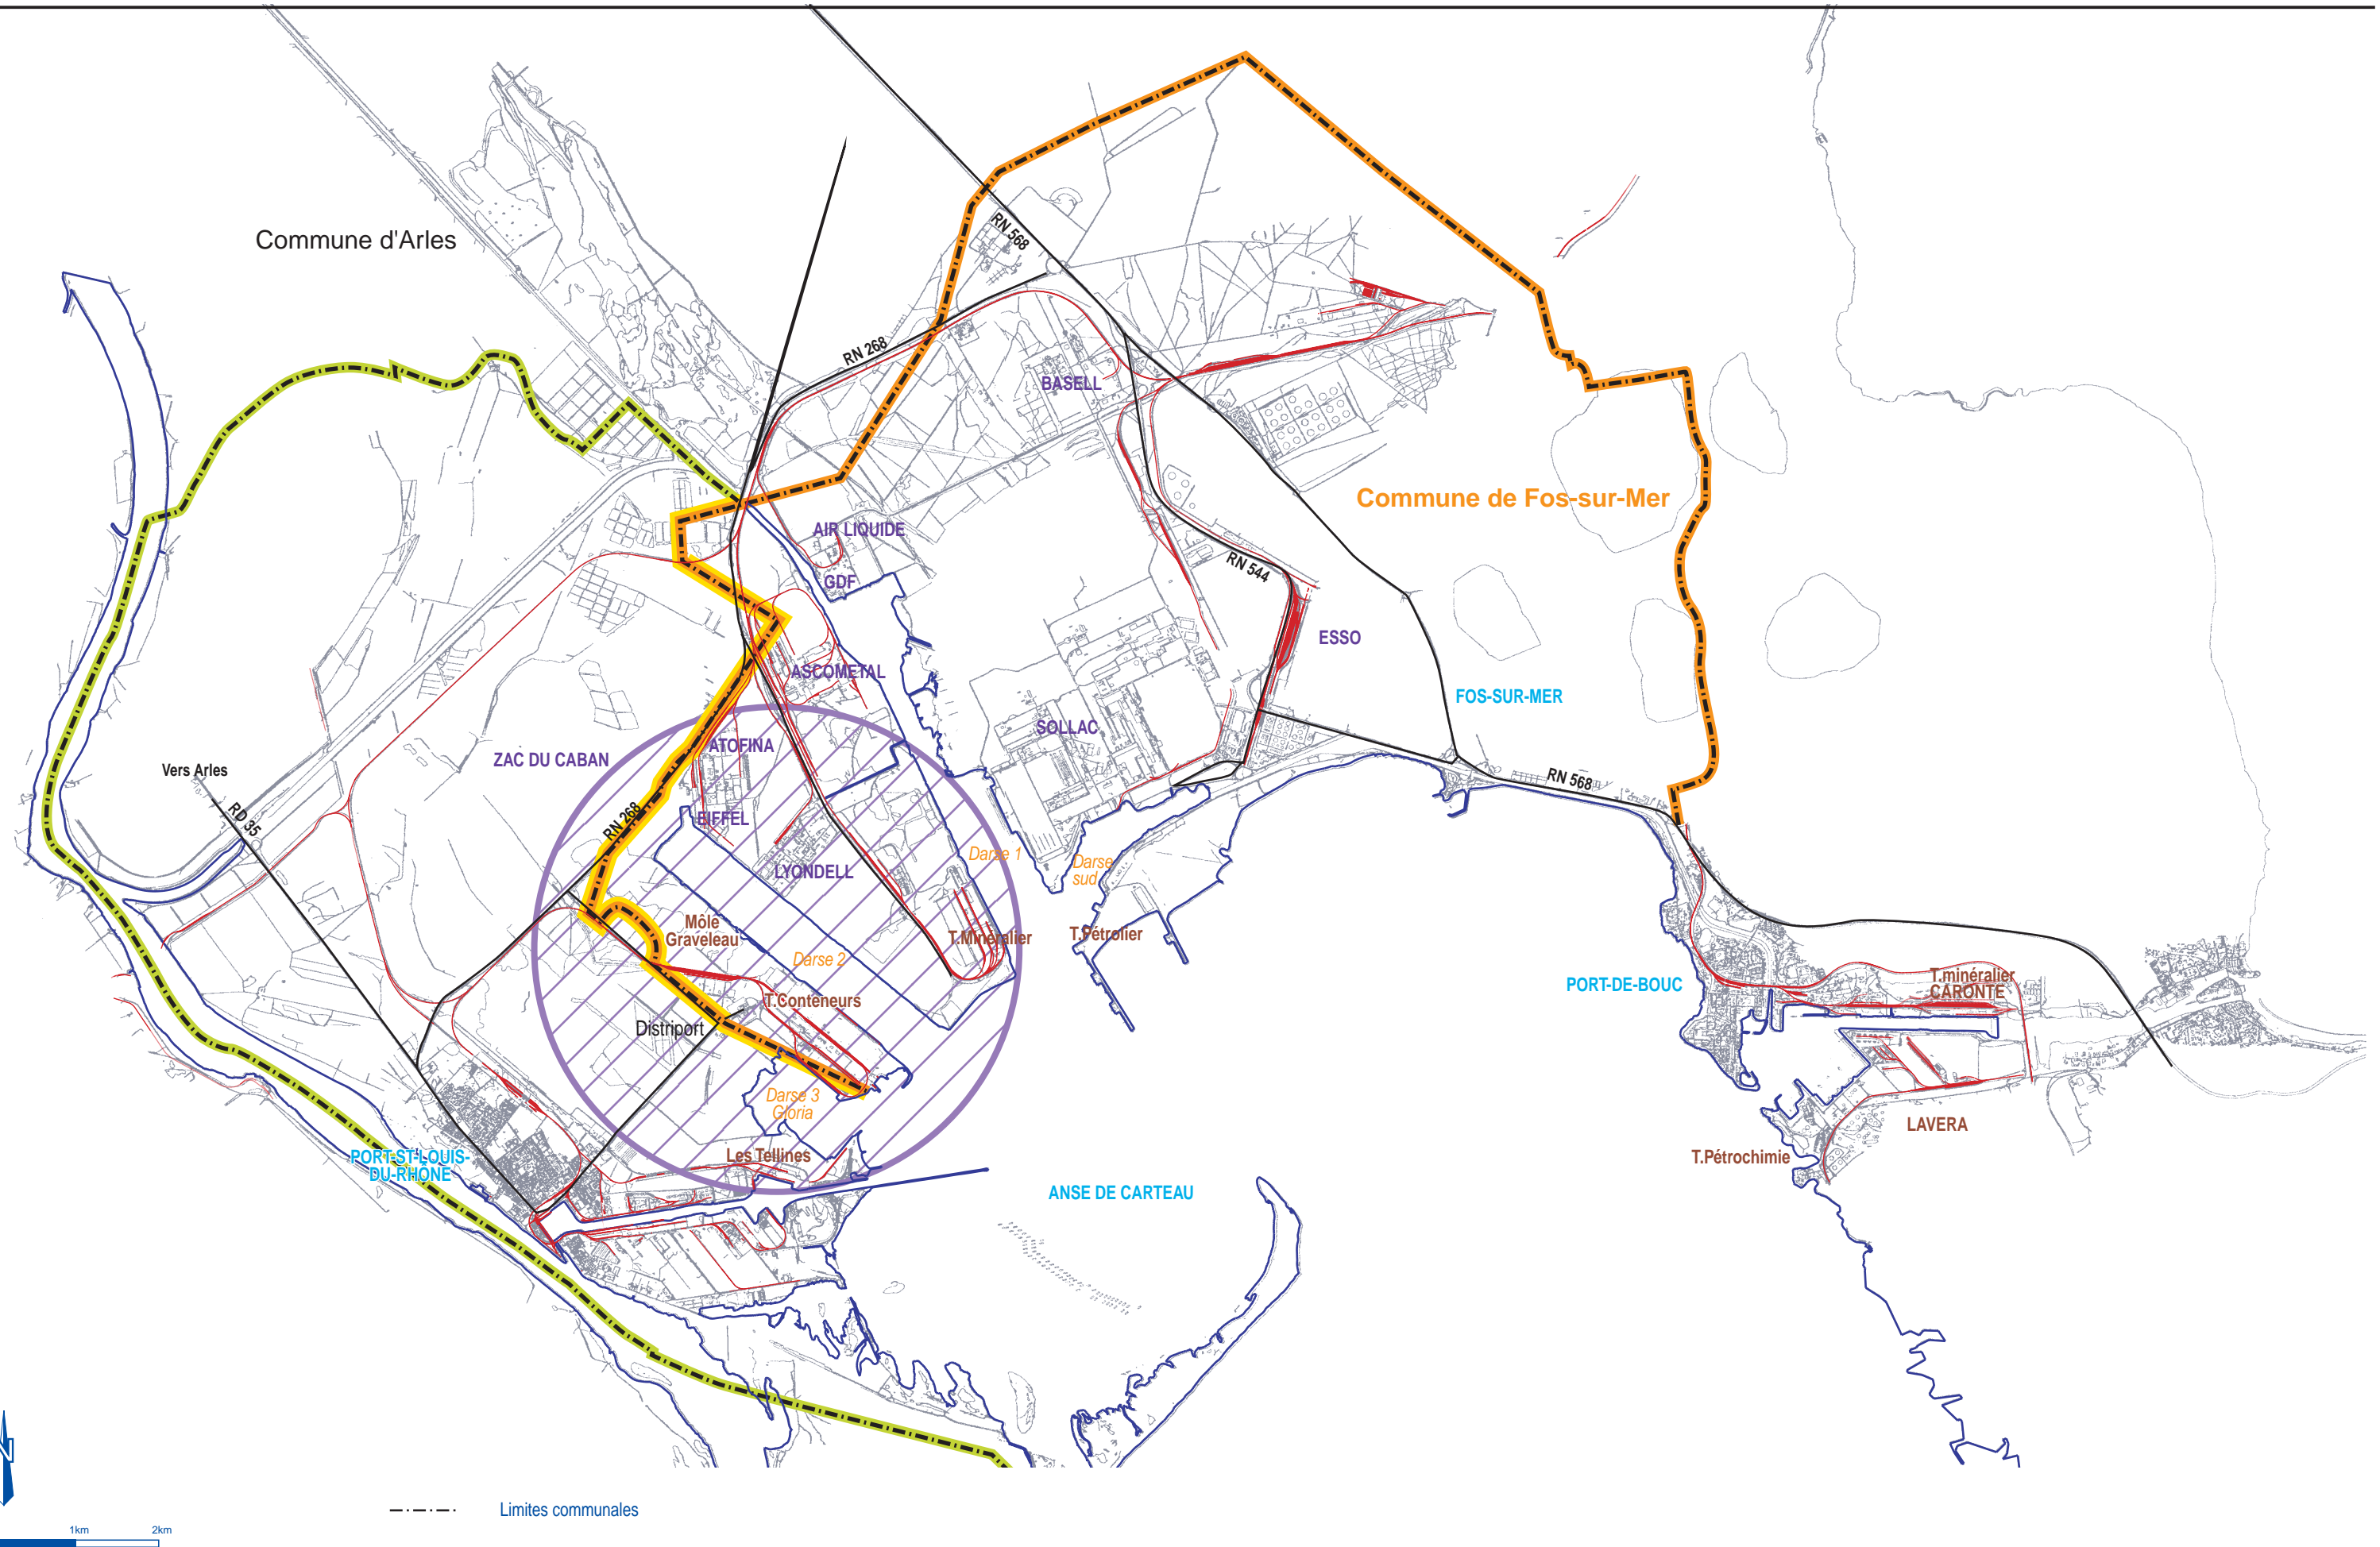 Commune d'Arles
RN 568
RN 268
BASELL
Commune de Fos-sur-Mer
AIR LIQUIDE
GDF
RN 544
ESSO
ASCOMETAL
FOS-SUR-MER
SOLLAC
ATOFINA
ZAC DU CABAN
Vers Arles
RD 35
RN 268
EIFFEL
RN 568
LYONDELL
Darse 1
Darse
sud
Môle
Graveleau
T.Minéralier
T.Pétrolier
Darse 2
T.Conteneurs
PORT-DE-BOUC
T.minéralier
CARONTE
Distriport
Darse 3
Gloria
LAVERA
Les Tellines
T.Pétrochimie
PORT-ST-LOUIS-
DU-RHÔNE
ANSE DE CARTEAU
N
Limites communales
1km
2km